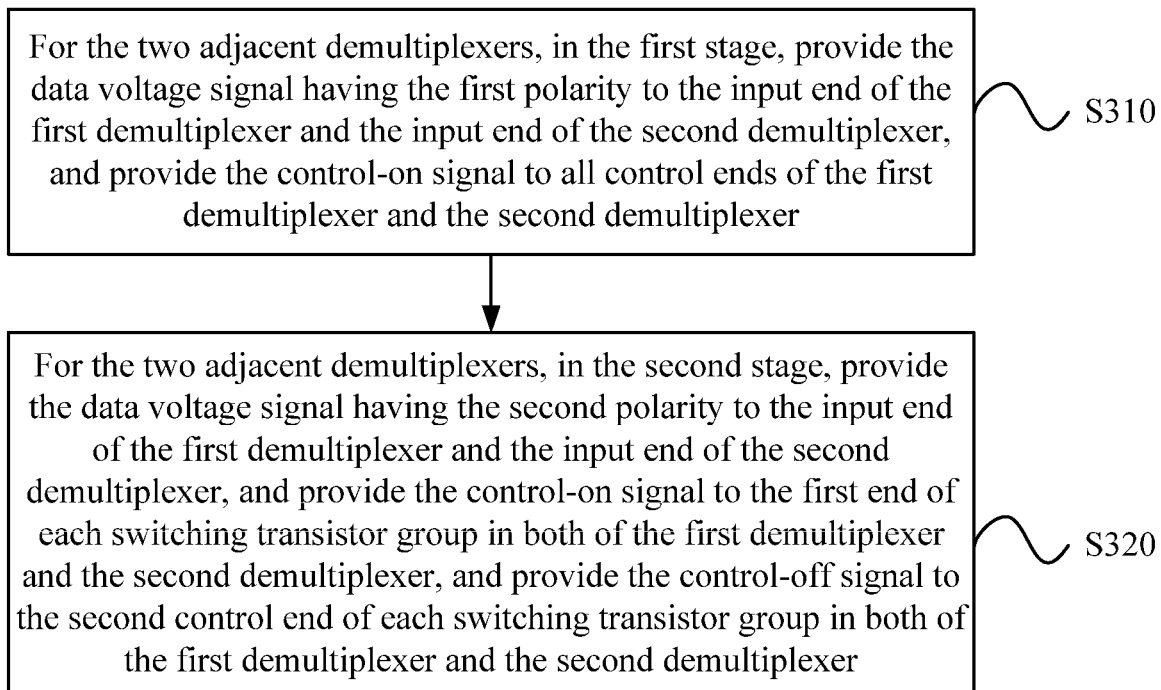 For the two adjacent demultiplexers, in the first stage, provide the
data voltage signal having the first polarity to the input end of the
first demultiplexer and the input end of the second demultiplexer,
and provide the control-on signal to all control ends of the first
demultiplexer and the second demultiplexer
S310
For the two adjacent demultiplexers, in the second stage, provide
the data voltage signal having the second polarity to the input end
of the first demultiplexer and the input end of the second
demultiplexer, and provide the control-on signal to the first end of
each switching transistor group in both of the first demultiplexer
and the second demultiplexer, and provide the control-off signal to
the second control end of each switching transistor group in both of
the first demultiplexer and the second demultiplexer
S320